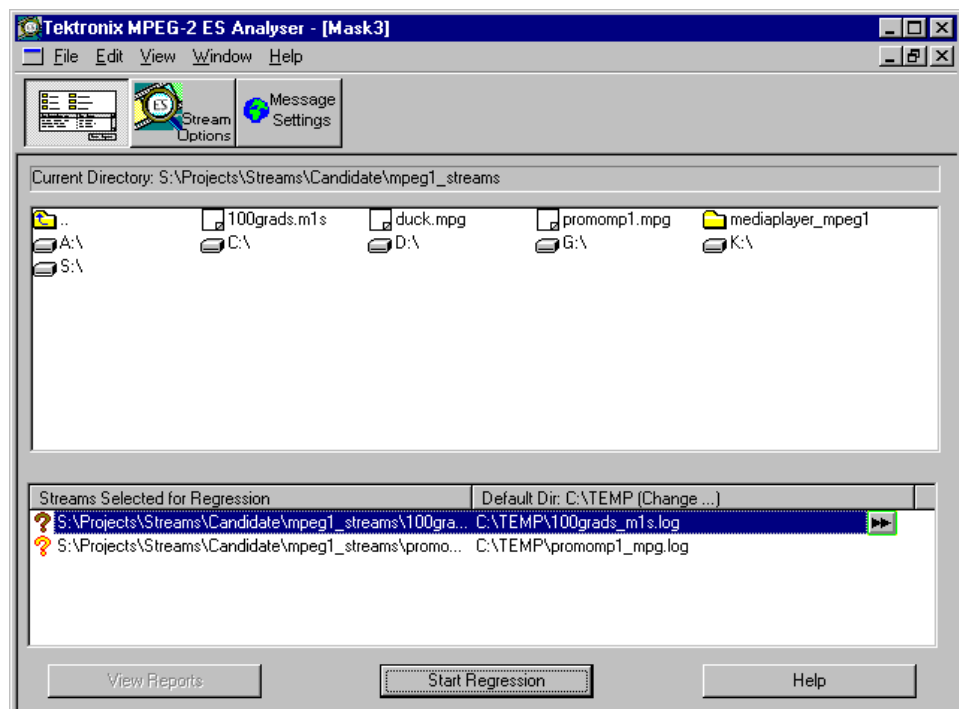 Tektronix MPEG-2 ES Analyser - [Mask3]
File Edit View Window Help
ES Stream Options
Message Settings
Current Directory: S:\Projects\Streams\Candidate\mpeg1_streams
.. 100grads.m1s duck.mpg promomp1.mpg mediaplayer_mpeg1
A:\ C:\ D:\ G:\ K:\
S:\
Streams Selected for Regression Default Dir: C:\TEMP (Change ...)
S:\Projects\Streams\Candidate\mpeg1_streams\100gra... C:\TEMP\100grads_m1s.log
S:\Projects\Streams\Candidate\mpeg1_streams\promo... C:\TEMP\promomp1_mpg.log
View Reports Start Regression Help